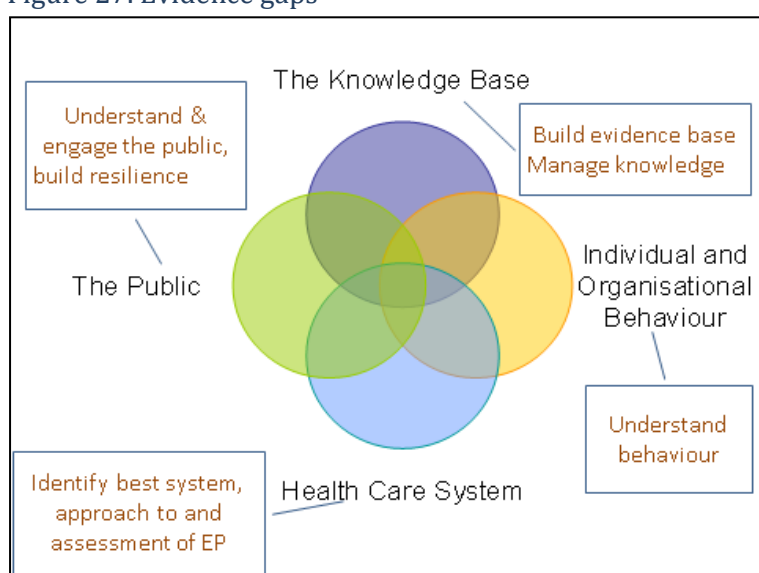 Figure 27: Evidence gaps
The Knowledge Base
Understand &
engage the public,
build resilience
Build evidence base
Manage knowledge
The Public
Individual and
Organisational
Behaviour
Understand
behaviour
Identify best system,
approach to and
assessment of EP
Health Care System